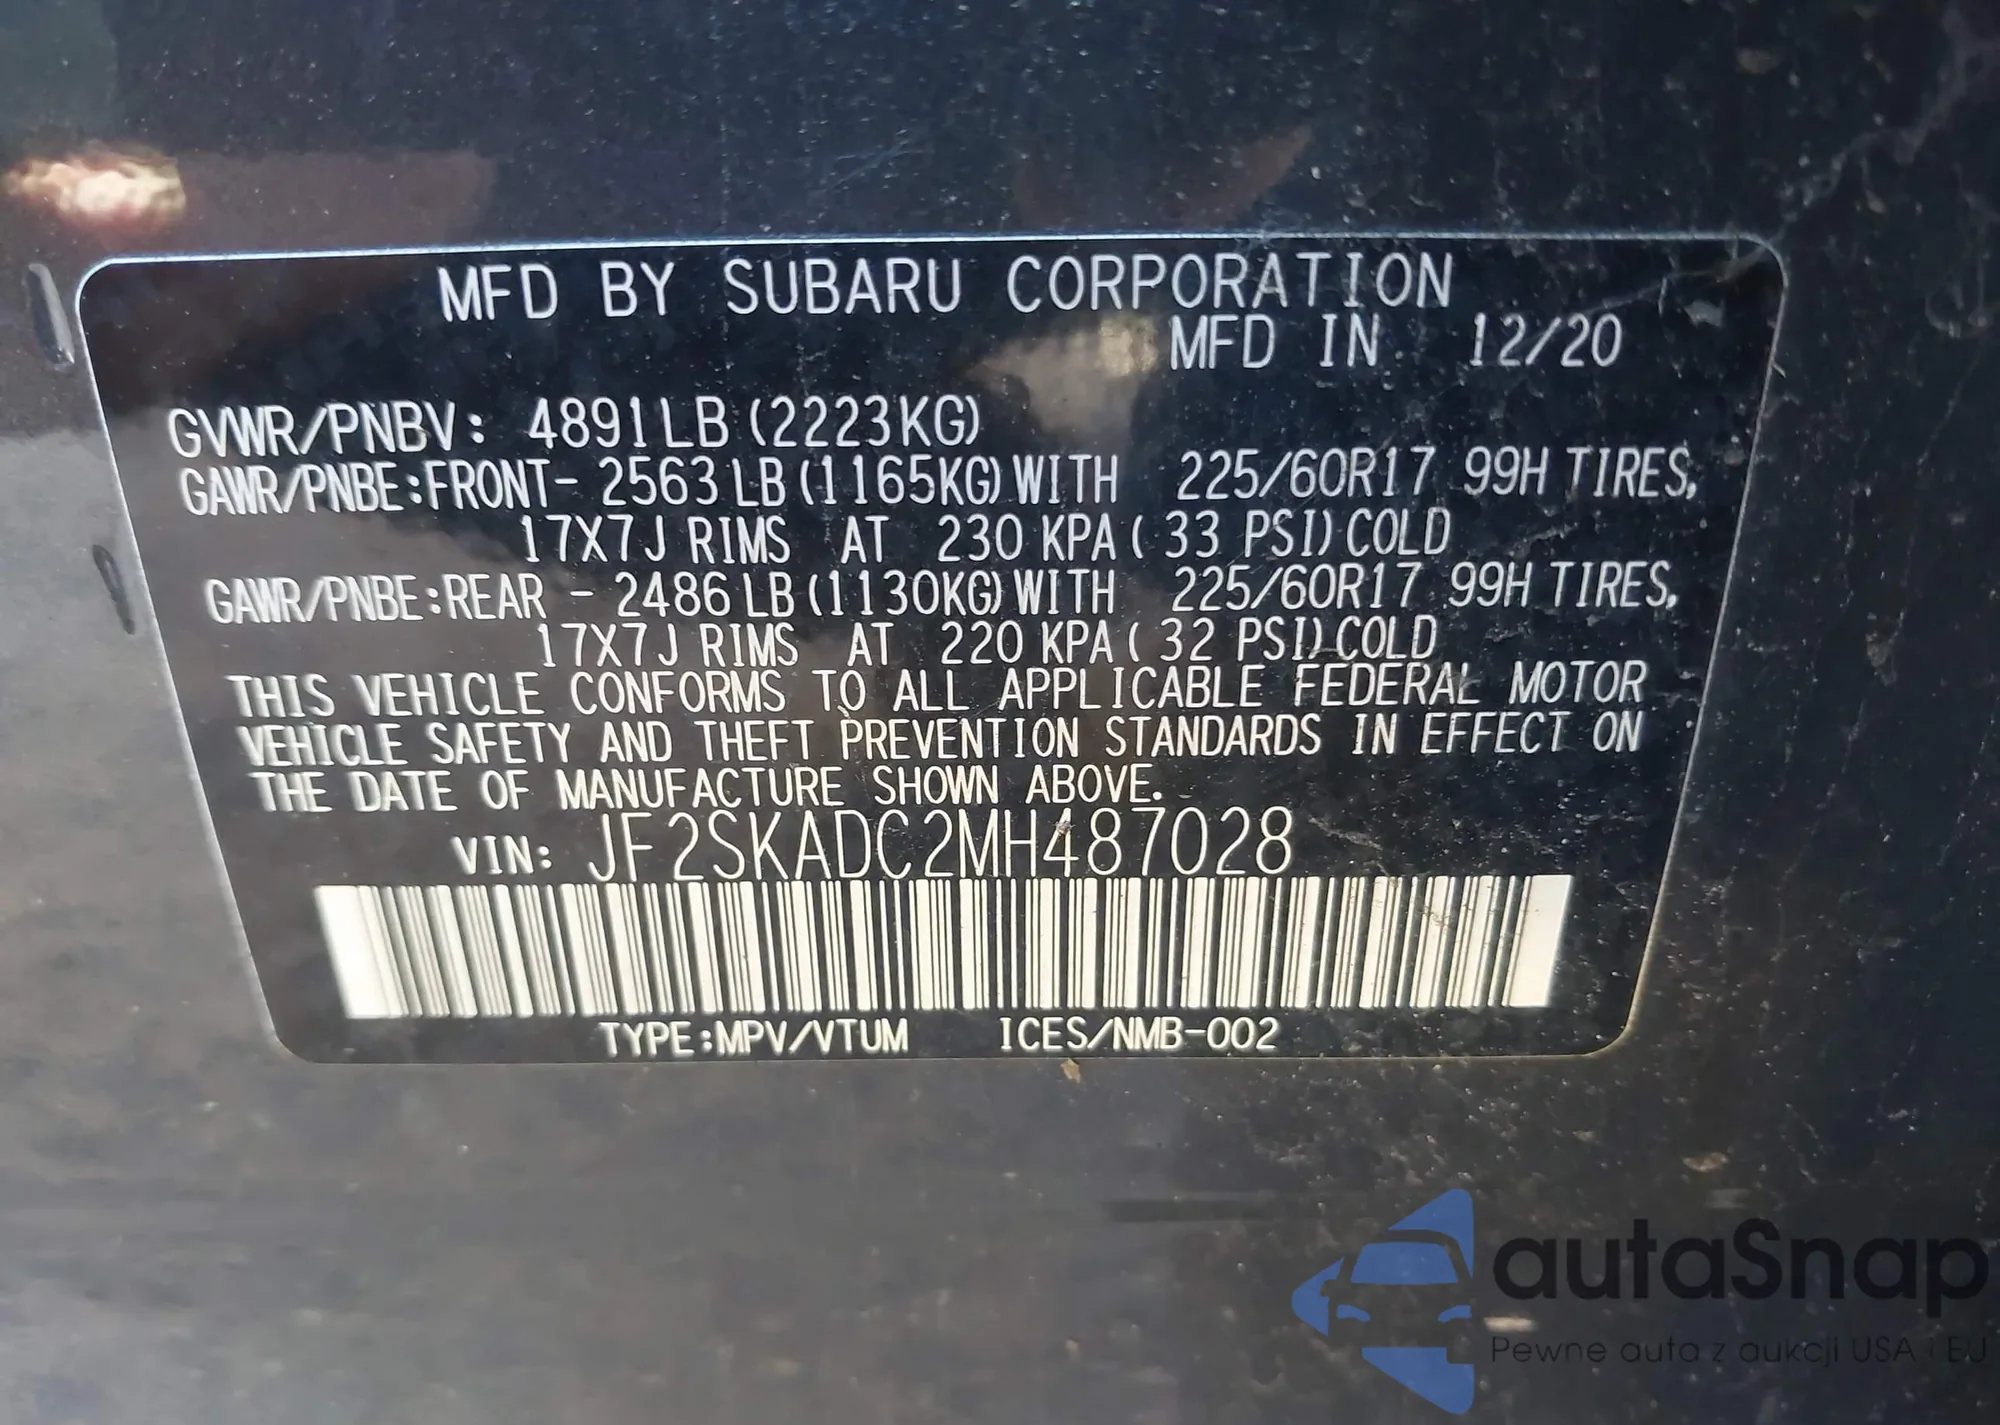 MFD BY SUBARU CORPORATION
MFD IN 12/20
GVWR/PNBV: 4891LB (2223KG)
GAWR/PNBE:FRONT- 2563 LB (1165KG) WITH 225/60R17 99H TIRES,
17X7J RIMS AT 230 KPA ( 33 PSI) COLD
GAWR/PNBE:REAR - 2486 LB (1130KG) WITH 225/60R17 99H TIRES,
17X7J RIMS AT 220 KPA ( 32 PSI) COLD
THIS VEHICLE CONFORMS TO ALL APPLICABLE FEDERAL MOTOR
VEHICLE SAFETY AND THEFT PREVENTION STANDARDS IN EFFECT ON
THE DATE OF MANUFACTURE SHOWN ABOVE.
VIN: JF2SKADC2MH487028
TYPE:MPV/VTUM ICES/NMB-002
autaSnap
Pewne auta z aukcji USA i EU